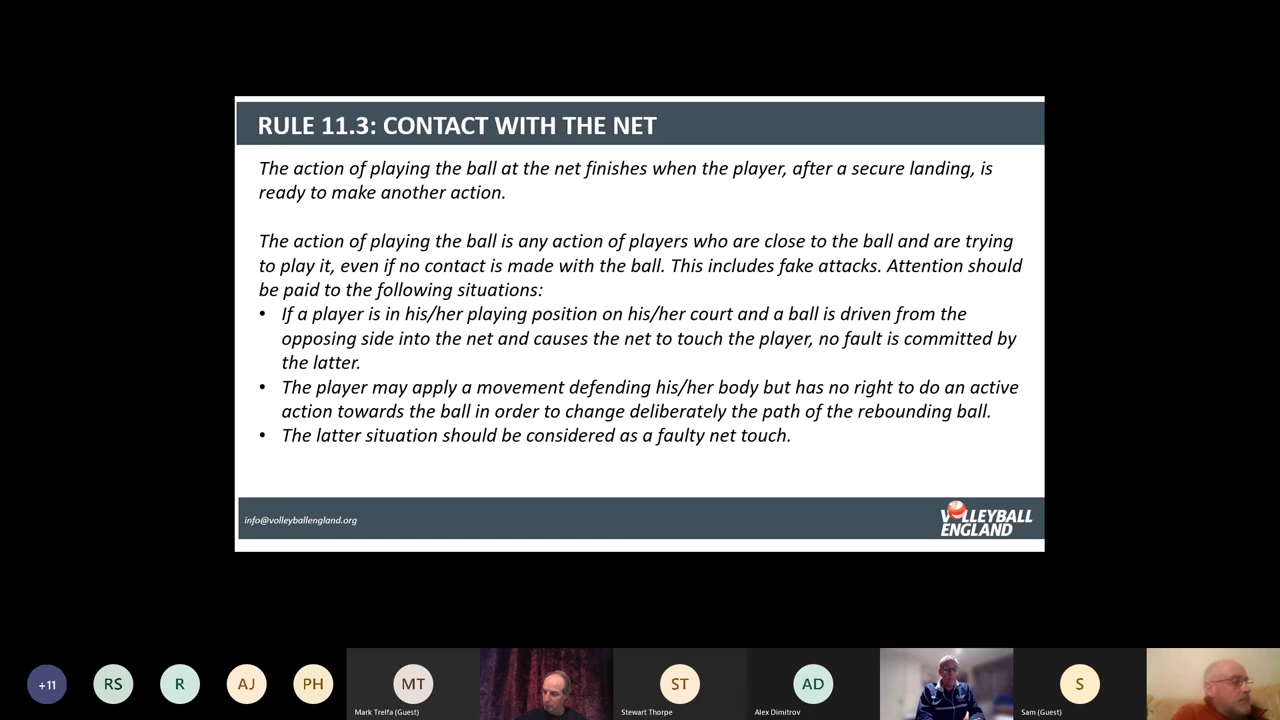 RULE 11.3: CONTACT WITH THE NET
The action of playing the ball at the net finishes when the player, after a secure landing, is
ready to make another action.
The action of playing the ball is any action of players who are close to the ball and are trying
to play it, even if no contact is made with the ball. This includes fake attacks. Attention should
be paid to the following situations:
• If a player is in his/her playing position on his/her court and a ball is driven from the
opposing side into the net and causes the net to touch the player, no fault is committed by
the latter.
• The player may apply a movement defending his/her body but has no right to do an active
action towards the ball in order to change deliberately the path of the rebounding ball.
• The latter situation should be considered as a faulty net touch.
info@volleyballengland.org
VOLLEYBALL
ENGLAND
+11
RS
R
AJ
PH
MT
Mark Trelfa (Guest)
ST
Stewart Thorpe
AD
Alex Dimitrov
S
Sam (Guest)